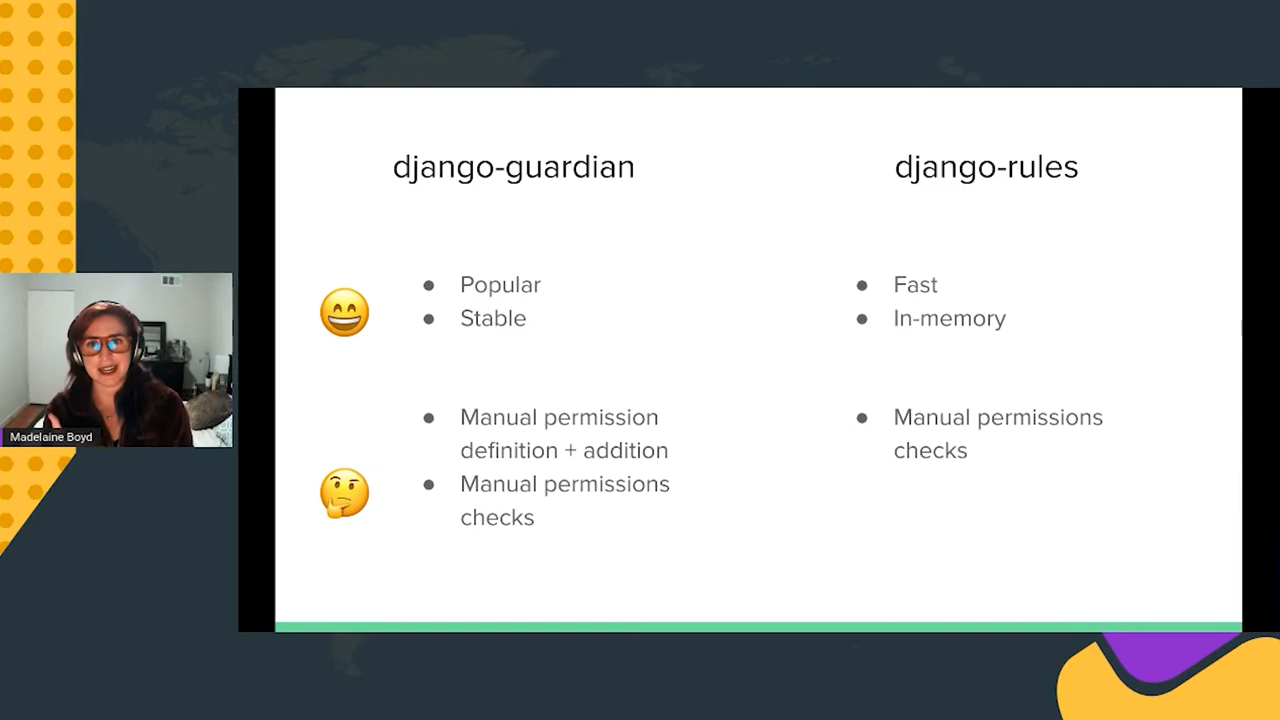 django-guardian
django-rules
Popular
Stable
Fast
In-memory
Manual permission
definition + addition
Manual permissions
checks
Manual permissions
checks
Madelaine Boyd